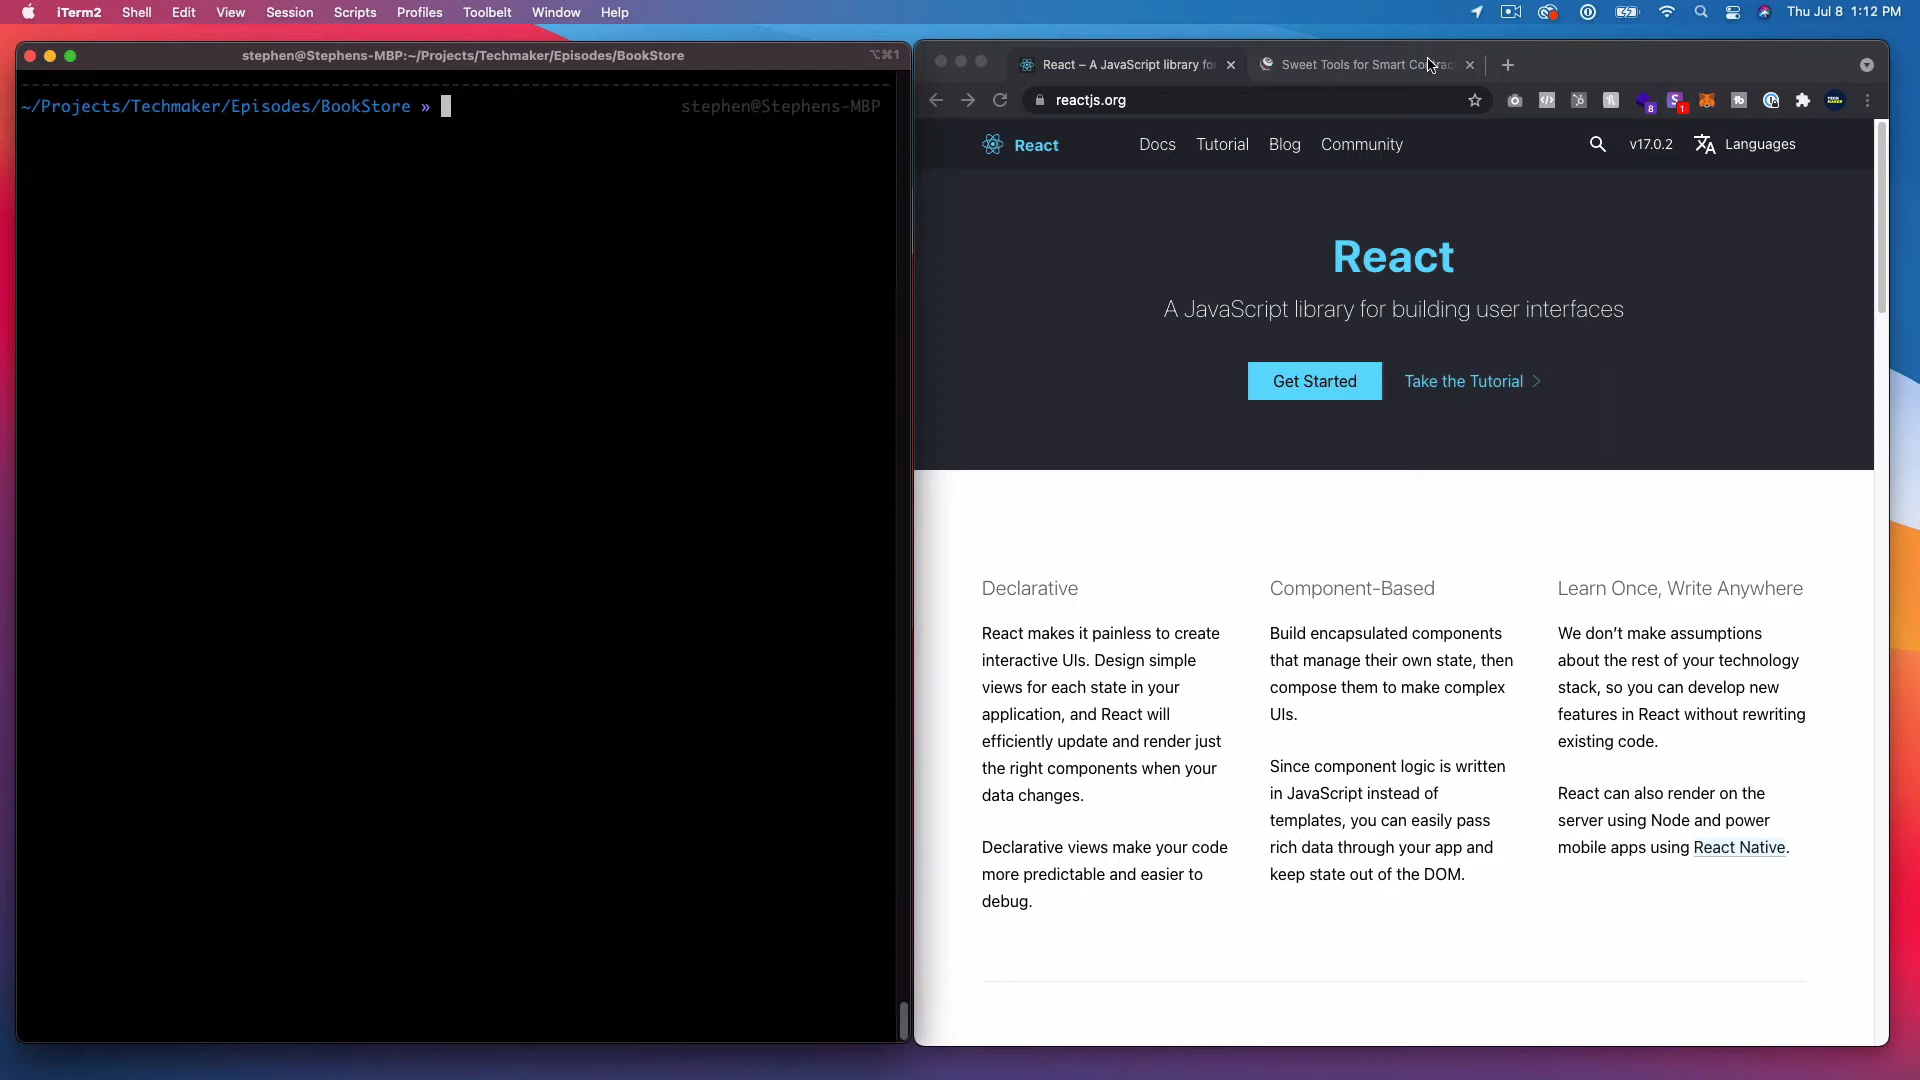 iTerm2 Shell Edit View Session Scripts Profiles Toolbelt Window Help
Thu Jul 8 1:12 PM
stephen@Stephens-MBP:~/Projects/Techmaker/Episodes/BookStore
⌥⌘1
~/Projects/Techmaker/Episodes/BookStore »
stephen@Stephens-MBP
React – A JavaScript library fo
Sweet Tools for Smart Contrac
reactjs.org
8
1
React
Docs Tutorial Blog Community
v17.0.2
Languages
React
A JavaScript library for building user interfaces
Get Started
Take the Tutorial
Declarative
React makes it painless to create
interactive UIs. Design simple
views for each state in your
application, and React will
efficiently update and render just
the right components when your
data changes.
Declarative views make your code
more predictable and easier to
debug.
Component-Based
Build encapsulated components
that manage their own state, then
compose them to make complex
UIs.
Since component logic is written
in JavaScript instead of
templates, you can easily pass
rich data through your app and
keep state out of the DOM.
Learn Once, Write Anywhere
We don’t make assumptions
about the rest of your technology
stack, so you can develop new
features in React without rewriting
existing code.
React can also render on the
server using Node and power
mobile apps using React Native.